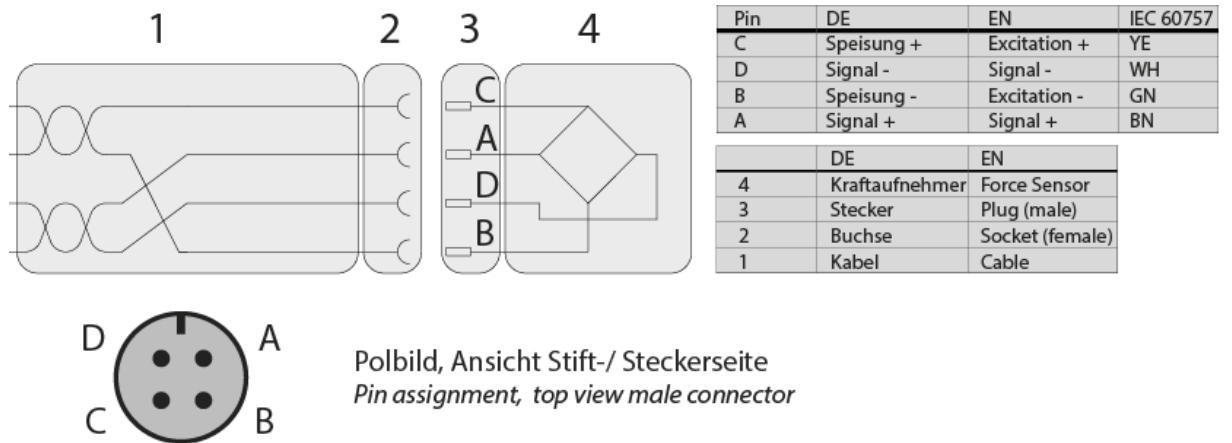 1 2 3 4
C
A
D
B
Pin DE EN IEC 60757
C Speisung + Excitation + YE
D Signal - Signal - WH
B Speisung - Excitation - GN
A Signal + Signal + BN
DE EN
4 Kraftaufnehmer Force Sensor
3 Stecker Plug (male)
2 Buchse Socket (female)
1 Kabel Cable
D A
C B
Polbild, Ansicht Stift-/ Steckerseite
Pin assignment, top view male connector